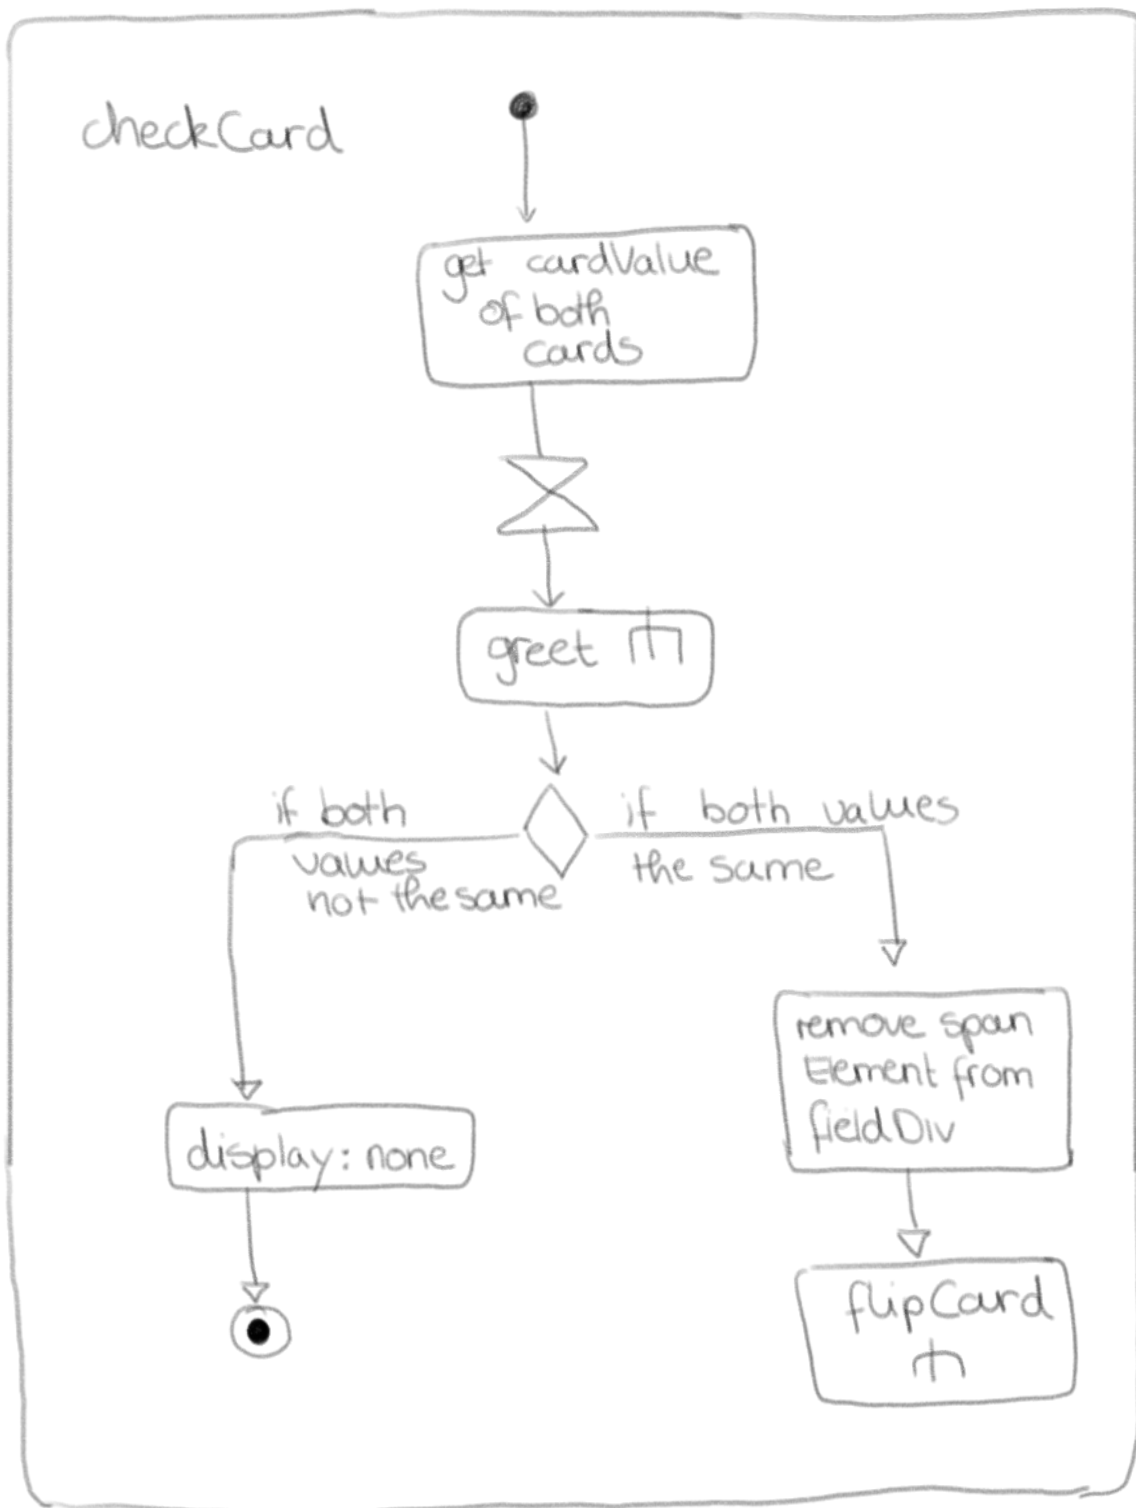 checkCard
get cardValue
of both
cards
greet
if both
values
not the same
if both values
the same
display: none
remove span
Element from
fieldDiv
flipCard